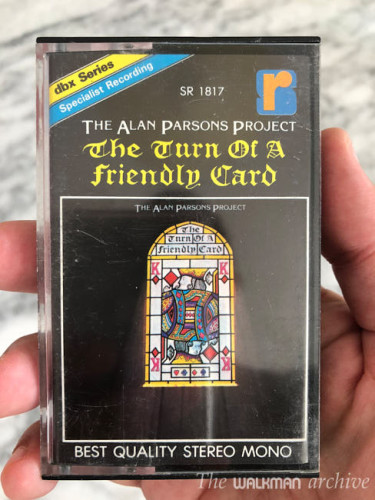 dbx Series
Specialist Recording
SR 1817
rs
THE ALAN PARSONS PROJECT
The Turn Of A
Friendly Card
THE ALAN PARSONS PROJECT
The
Turn Of A
Friendly Card
K K
BEST QUALITY STEREO MONO
The WALKMAN archive